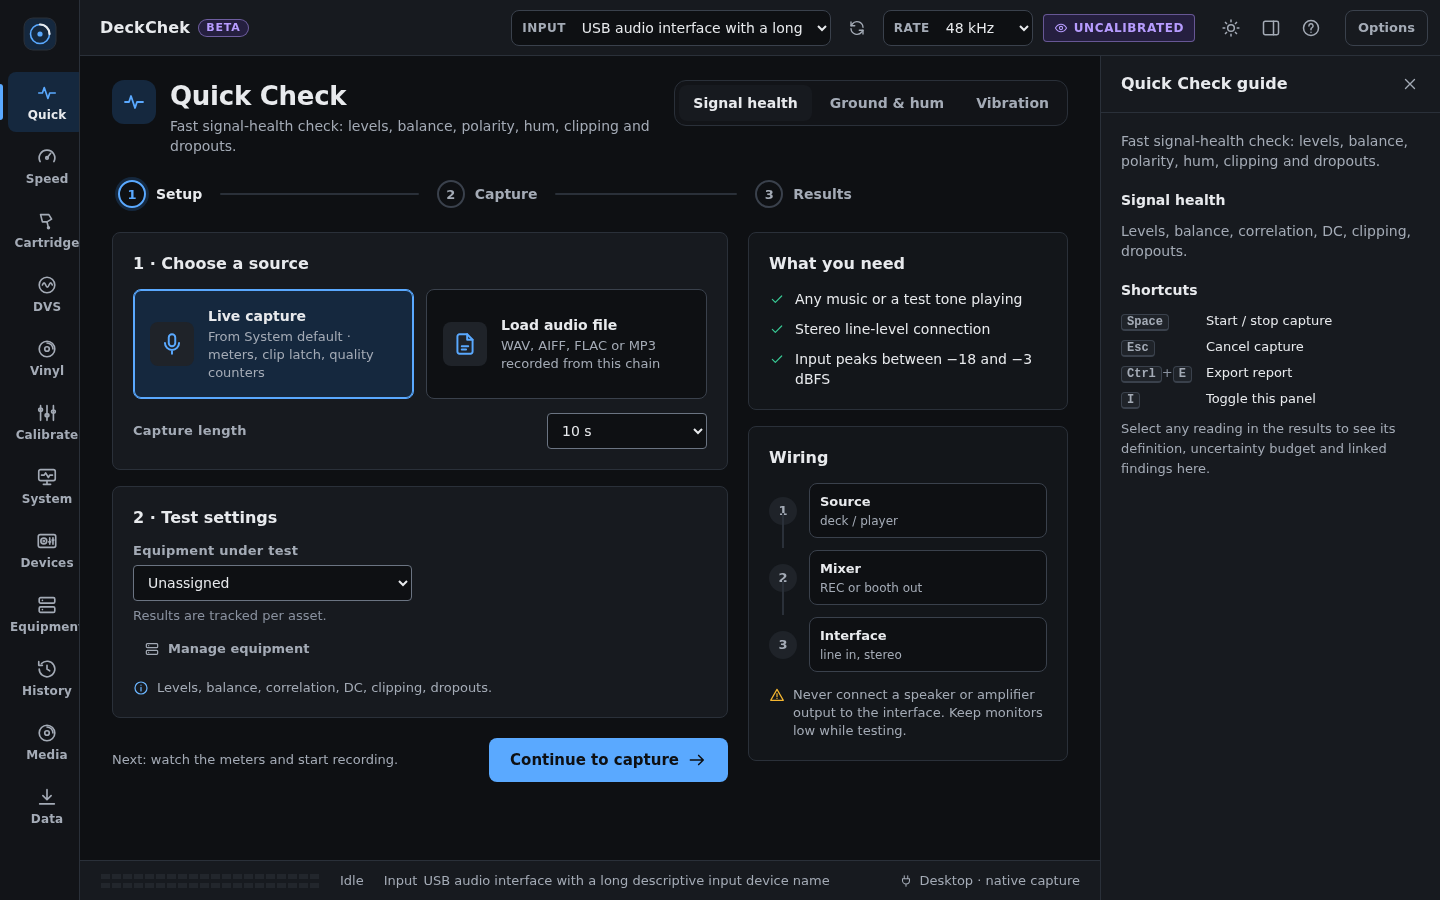 DeckChek BETA
INPUT USB audio interface with a long
RATE 48 kHz
UNCALIBRATED
Options
Quick
Speed
Cartridge
DVS
Vinyl
Calibrate
System
Devices
Equipment
History
Media
Data
Quick Check
Fast signal-health check: levels, balance, polarity, hum, clipping and
dropouts.
Signal health
Ground & hum
Vibration
1 Setup
2 Capture
3 Results
1 · Choose a source
Live capture
From System default ·
meters, clip latch, quality
counters
Load audio file
WAV, AIFF, FLAC or MP3
recorded from this chain
Capture length
10 s
2 · Test settings
Equipment under test
Unassigned
Results are tracked per asset.
Manage equipment
Levels, balance, correlation, DC, clipping, dropouts.
Next: watch the meters and start recording.
Continue to capture
What you need
Any music or a test tone playing
Stereo line-level connection
Input peaks between −18 and −3
dBFS
Wiring
1
Source
deck / player
2
Mixer
REC or booth out
3
Interface
line in, stereo
Never connect a speaker or amplifier
output to the interface. Keep monitors
low while testing.
Quick Check guide
Fast signal-health check: levels, balance,
polarity, hum, clipping and dropouts.
Signal health
Levels, balance, correlation, DC, clipping,
dropouts.
Shortcuts
Space Start / stop capture
Esc Cancel capture
Ctrl+E Export report
I Toggle this panel
Select any reading in the results to see its
definition, uncertainty budget and linked
findings here.
Idle
Input USB audio interface with a long descriptive input device name
Desktop · native capture